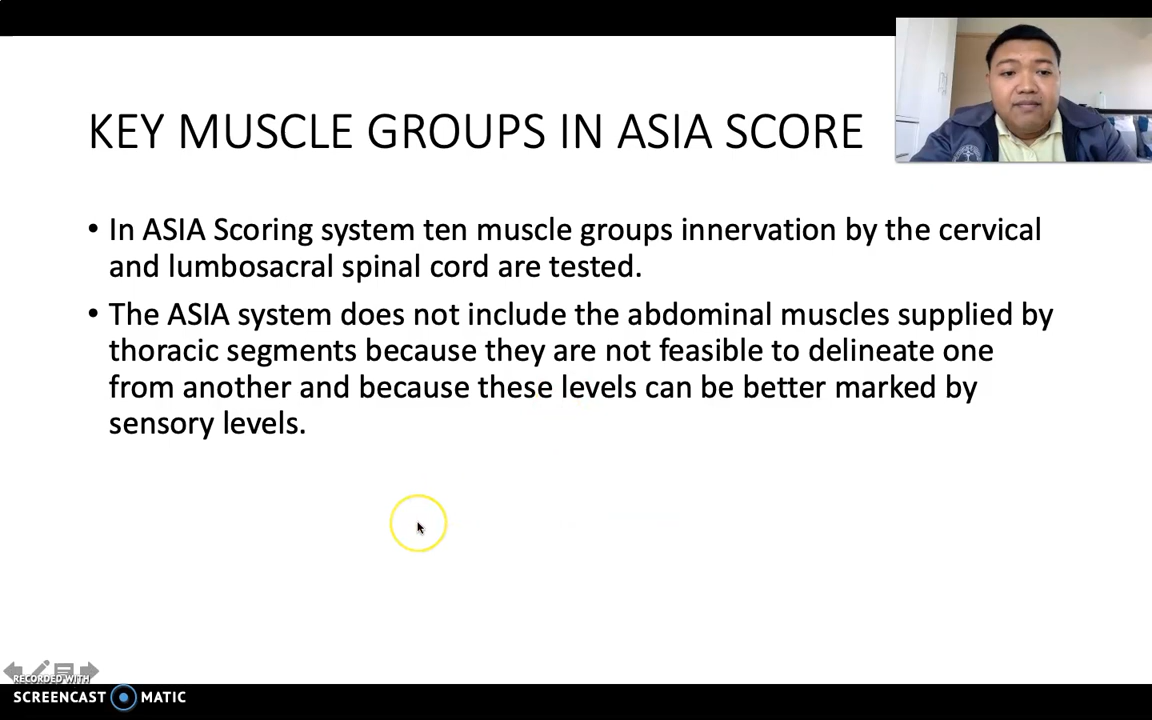 KEY MUSCLE GROUPS IN ASIA SCORE
• In ASIA Scoring system ten muscle groups innervation by the cervical
and lumbosacral spinal cord are tested.
• The ASIA system does not include the abdominal muscles supplied by
thoracic segments because they are not feasible to delineate one
from another and because these levels can be better marked by
sensory levels.
RECORDED WITH
SCREENCAST MATIC